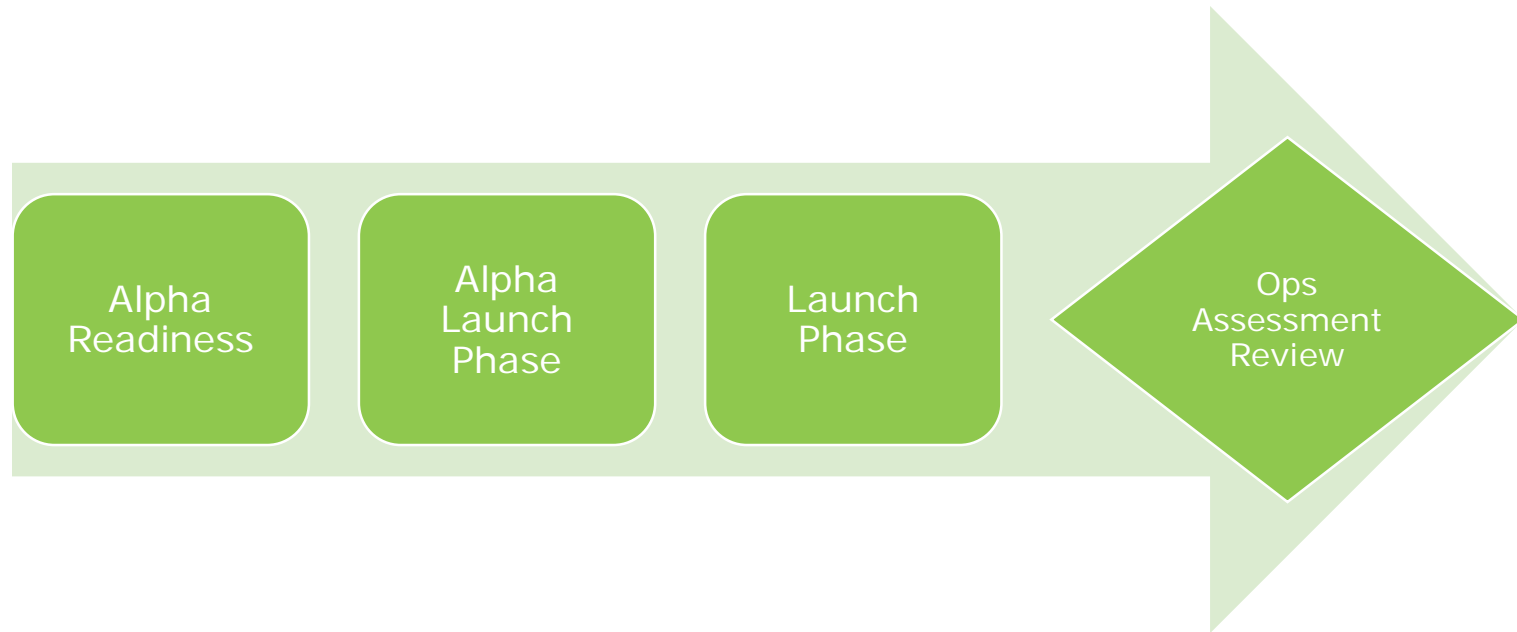 Alpha
Readiness
Alpha
Launch
Phase
Launch
Phase
Ops
Assessment
Review